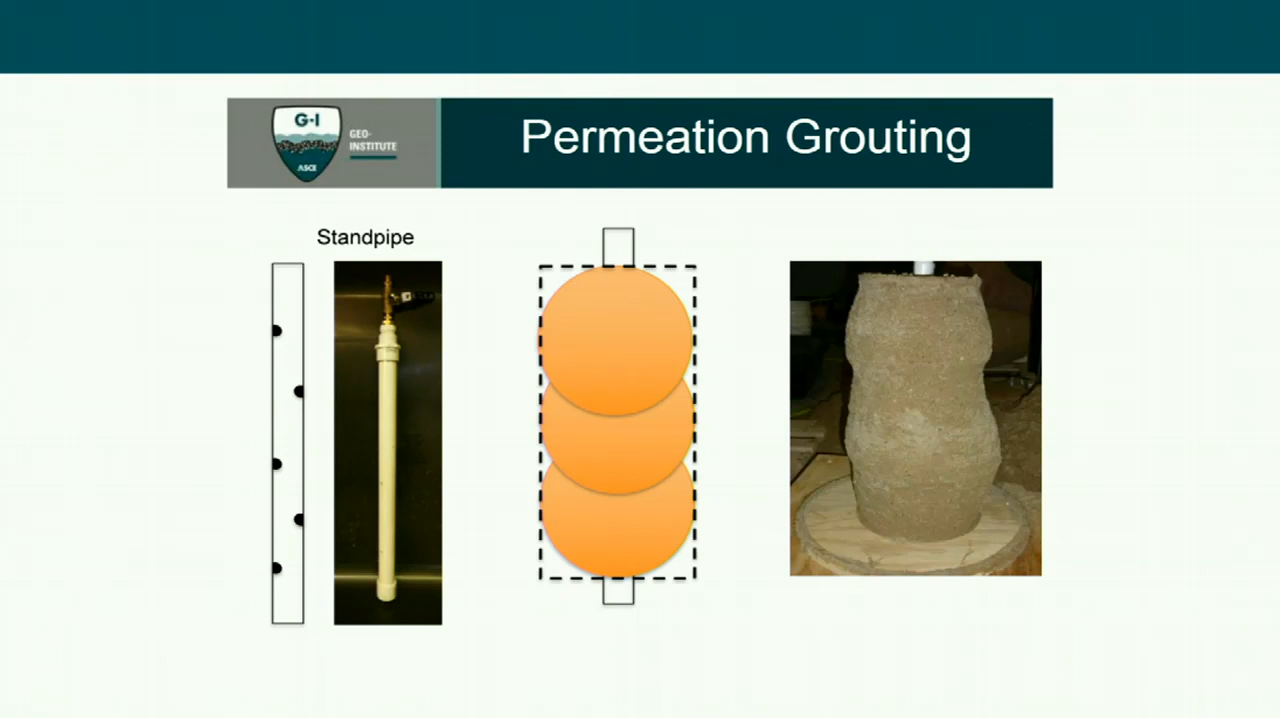 G-I
GEO-
INSTITUTE
ASCE
Permeation Grouting
Standpipe